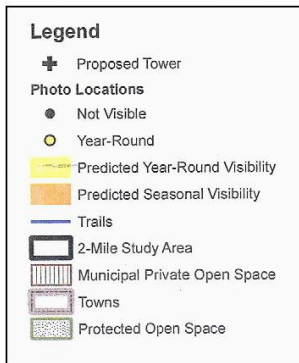 Legend
Proposed Tower
Photo Locations
Not Visible
Year-Round
Predicted Year-Round Visibility
Predicted Seasonal Visibility
Trails
2-Mile Study Area
Municipal Private Open Space
Towns
Protected Open Space